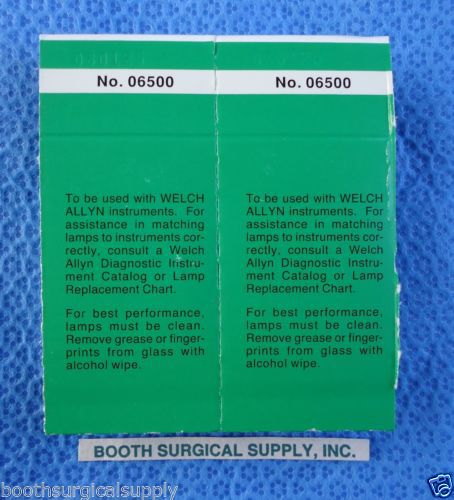 No. 06500
To be used with WELCH
ALLYN instruments. For
assistance in matching
lamps to instruments cor-
rectly, consult a Welch
Allyn Diagnostic Instru-
ment Catalog or Lamp
Replacement Chart.
For best performance,
lamps must be clean.
Remove grease or finger-
prints from glass with
alcohol wipe.
No. 06500
To be used with WELCH
ALLYN instruments. For
assistance in matching
lamps to instruments cor-
rectly, consult a Welch
Allyn Diagnostic Instru-
ment Catalog or Lamp
Replacement Chart.
For best performance,
lamps must be clean.
Remove grease or finger-
prints from glass with
alcohol wipe.
BOOTH SURGICAL SUPPLY, INC.
boothsurgicalsupply